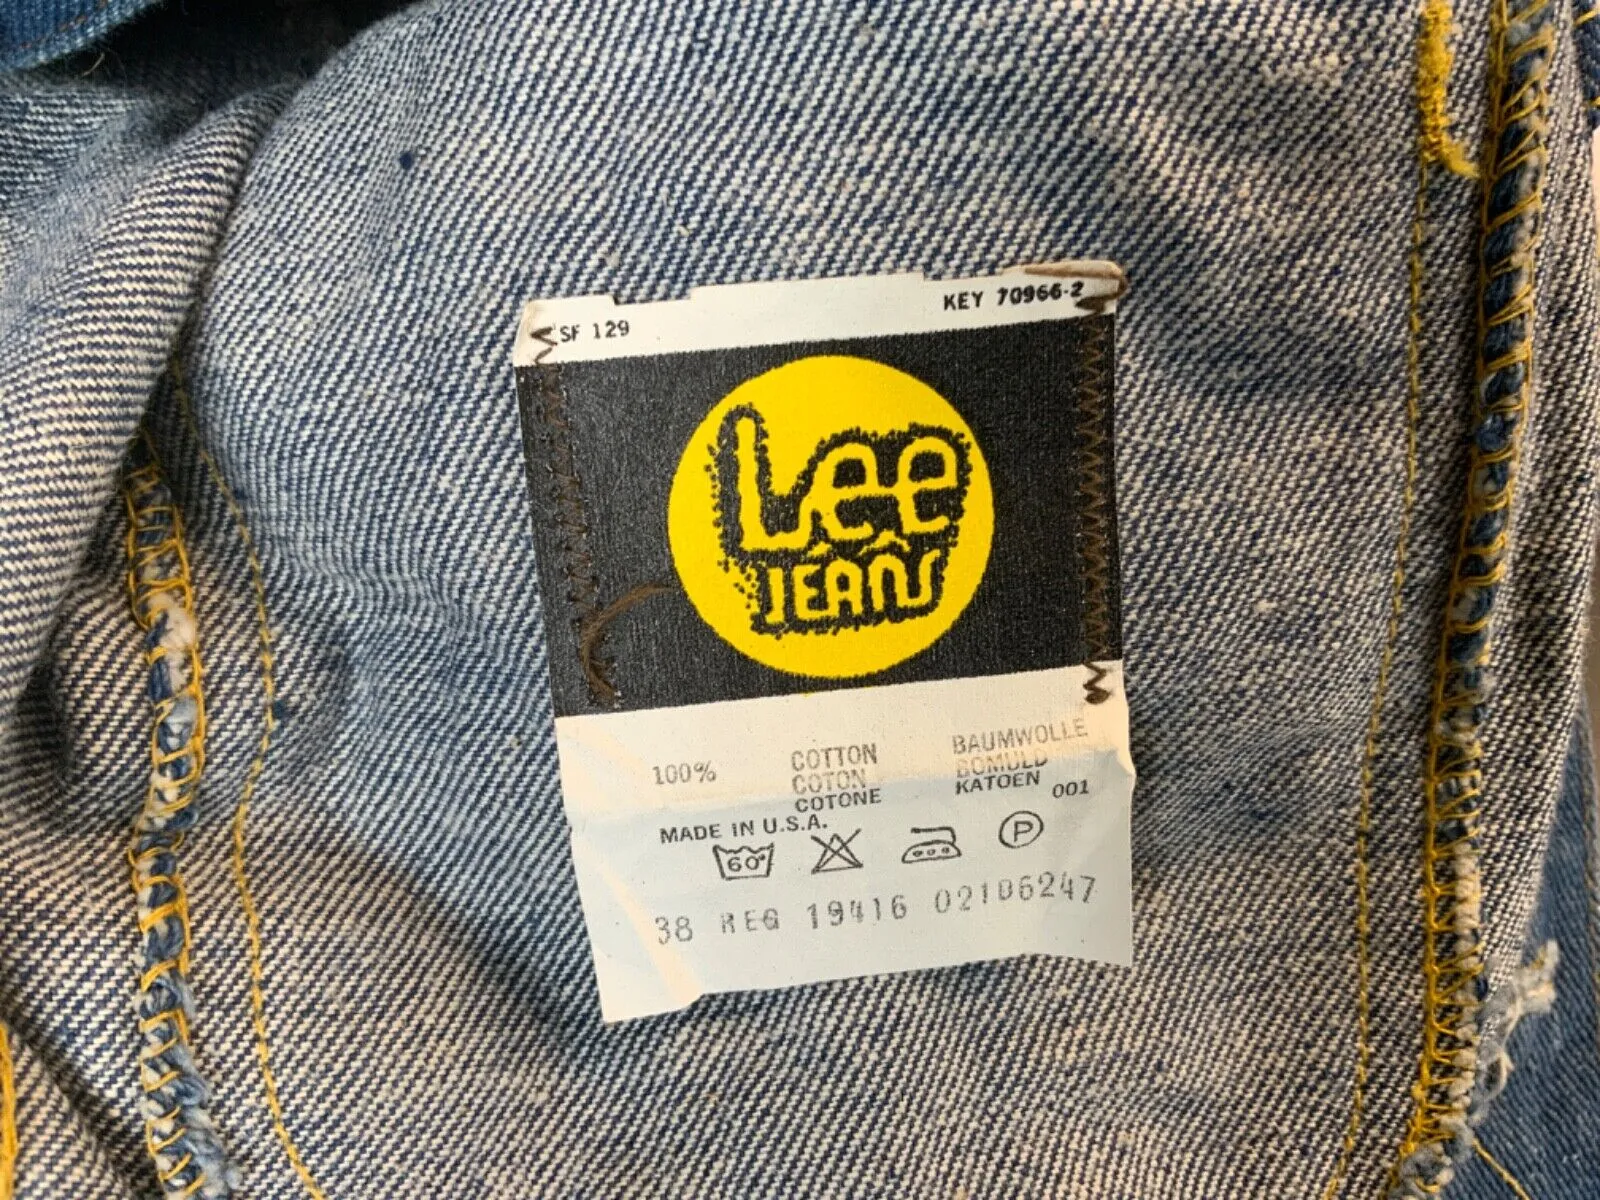 SF 129
KEY 70966-2
Lee
JEANS
100% COTTON BAUMWOLLE
COTON BOMULD
COTONE KATOEN 001
MADE IN U.S.A.
60°
P
38 REG 19416 02106247